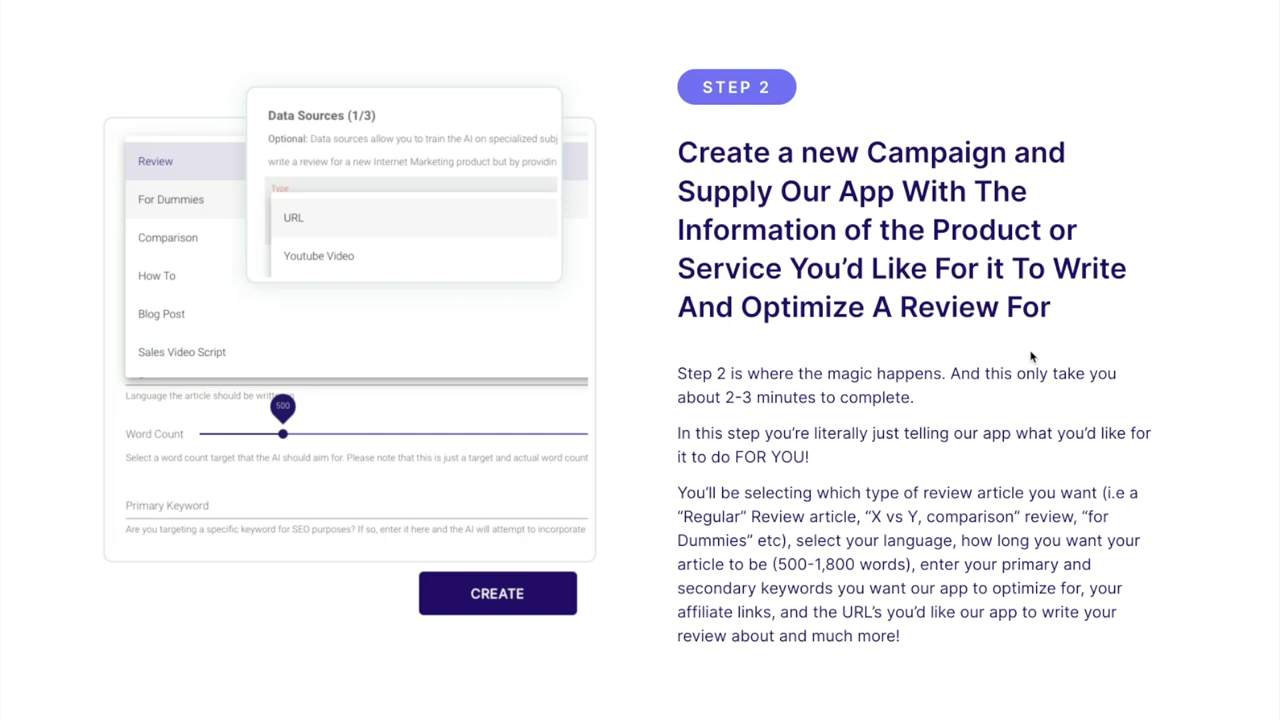 Data Sources (1/3)
Optional: Data sources allow you to train the AI on specialized subj
write a review for a new Internet Marketing product but by providin
Type
URL
Youtube Video
Review
For Dummies
Comparison
How To
Blog Post
Sales Video Script
Language the article should be written
500
Word Count
Select a word count target that the AI should aim for. Please note that this is just a target and actual word count
Primary Keyword
Are you targeting a specific keyword for SEO purposes? If so, enter it here and the AI will attempt to incorporate
CREATE
STEP 2
Create a new Campaign and
Supply Our App With The
Information of the Product or
Service You’d Like For it To Write
And Optimize A Review For
Step 2 is where the magic happens. And this only take you
about 2-3 minutes to complete.
In this step you’re literally just telling our app what you’d like for
it to do FOR YOU!
You’ll be selecting which type of review article you want (i.e a
“Regular” Review article, “X vs Y, comparison” review, “for
Dummies” etc), select your language, how long you want your
article to be (500-1,800 words), enter your primary and
secondary keywords you want our app to optimize for, your
affiliate links, and the URL’s you’d like our app to write your
review about and much more!